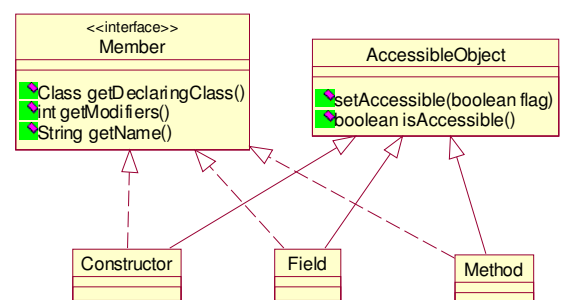 <<interface>>
Member
Class getDeclaringClass()
int getModifiers()
String getName()
AccessibleObject
setAccessible(boolean flag)
boolean isAccessible()
Constructor
Field
Method